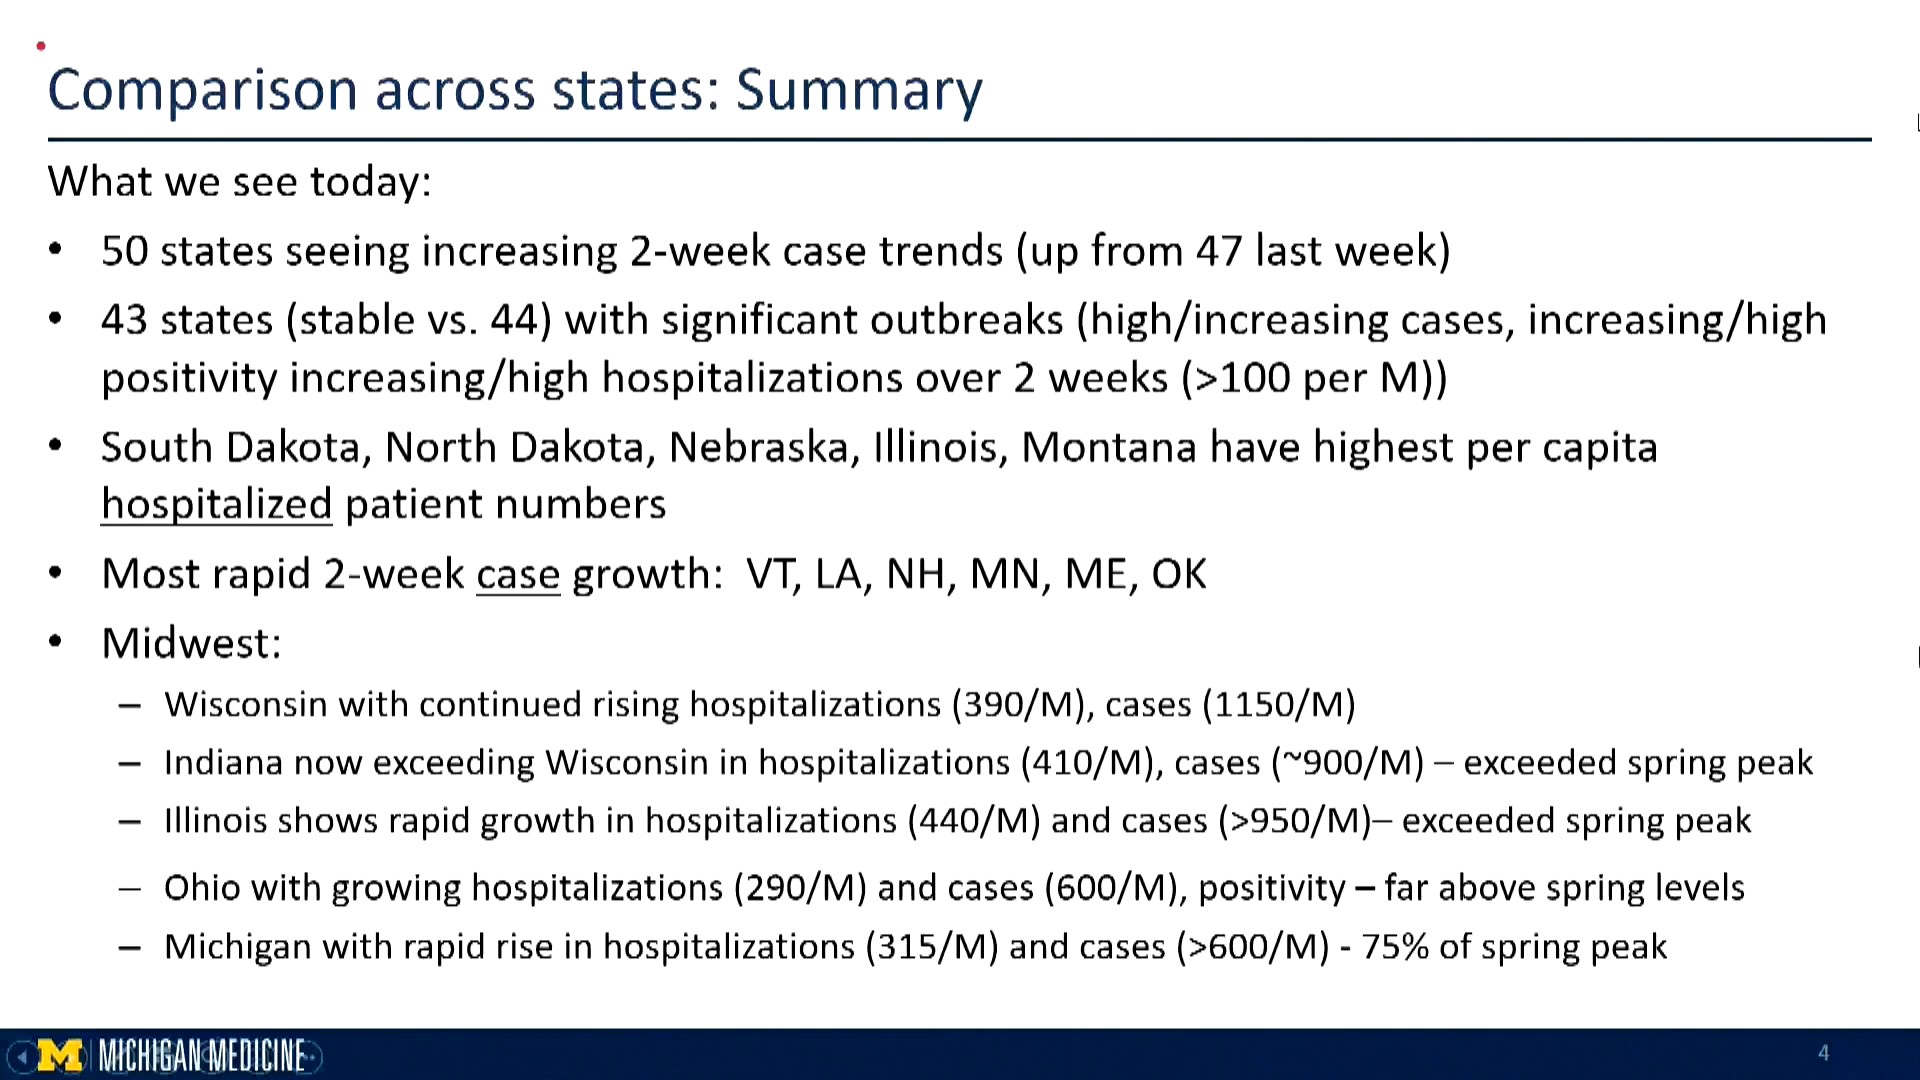 Comparison across states: Summary
What we see today:
• 50 states seeing increasing 2-week case trends (up from 47 last week)
• 43 states (stable vs. 44) with significant outbreaks (high/increasing cases, increasing/high
positivity increasing/high hospitalizations over 2 weeks (>100 per M))
• South Dakota, North Dakota, Nebraska, Illinois, Montana have highest per capita
hospitalized patient numbers
• Most rapid 2-week case growth: VT, LA, NH, MN, ME, OK
• Midwest:
– Wisconsin with continued rising hospitalizations (390/M), cases (1150/M)
– Indiana now exceeding Wisconsin in hospitalizations (410/M), cases (~900/M) – exceeded spring peak
– Illinois shows rapid growth in hospitalizations (440/M) and cases (>950/M)– exceeded spring peak
– Ohio with growing hospitalizations (290/M) and cases (600/M), positivity – far above spring levels
– Michigan with rapid rise in hospitalizations (315/M) and cases (>600/M) - 75% of spring peak
M MICHIGAN MEDICINE
4